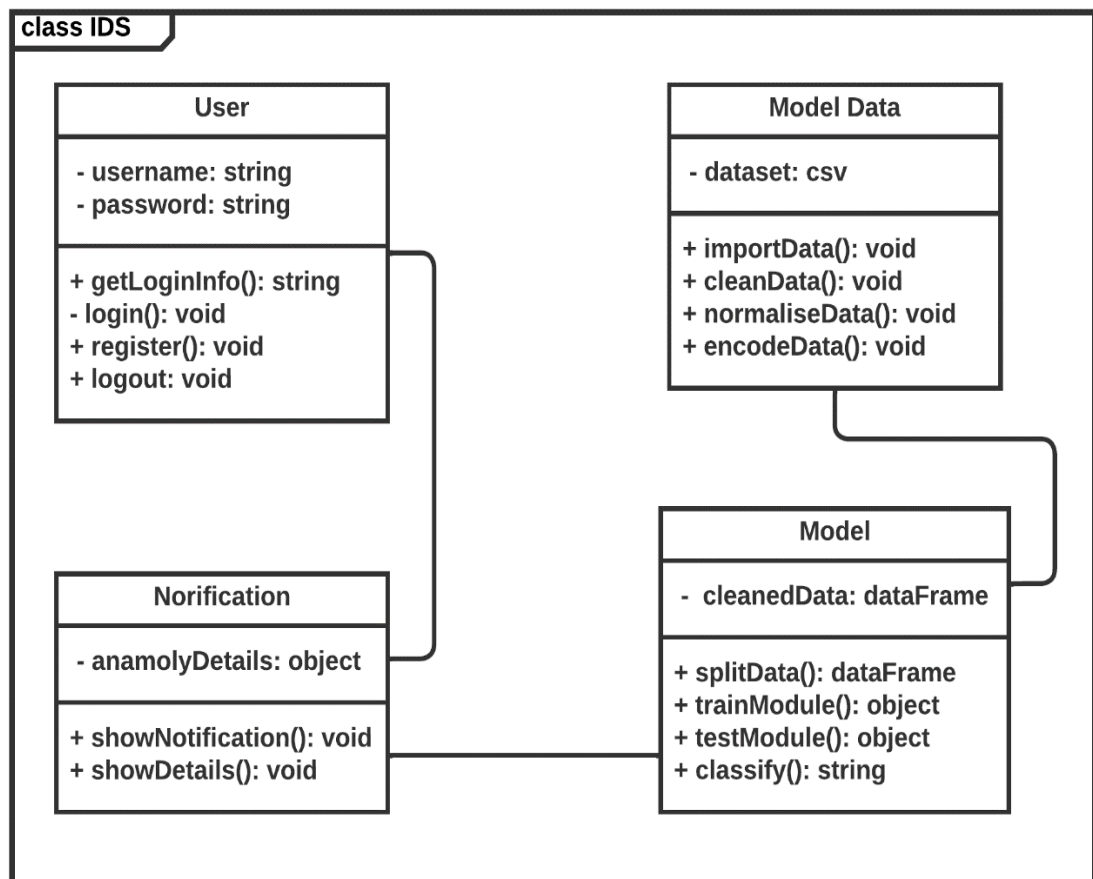 class IDS
User
- username: string
- password: string
+ getLoginInfo(): string
- login(): void
+ register(): void
+ logout: void
Model Data
- dataset: csv
+ importData(): void
+ cleanData(): void
+ normaliseData(): void
+ encodeData(): void
Norification
- anamolyDetails: object
+ showNotification(): void
+ showDetails(): void
Model
- cleanedData: dataFrame
+ splitData(): dataFrame
+ trainModule(): object
+ testModule(): object
+ classify(): string